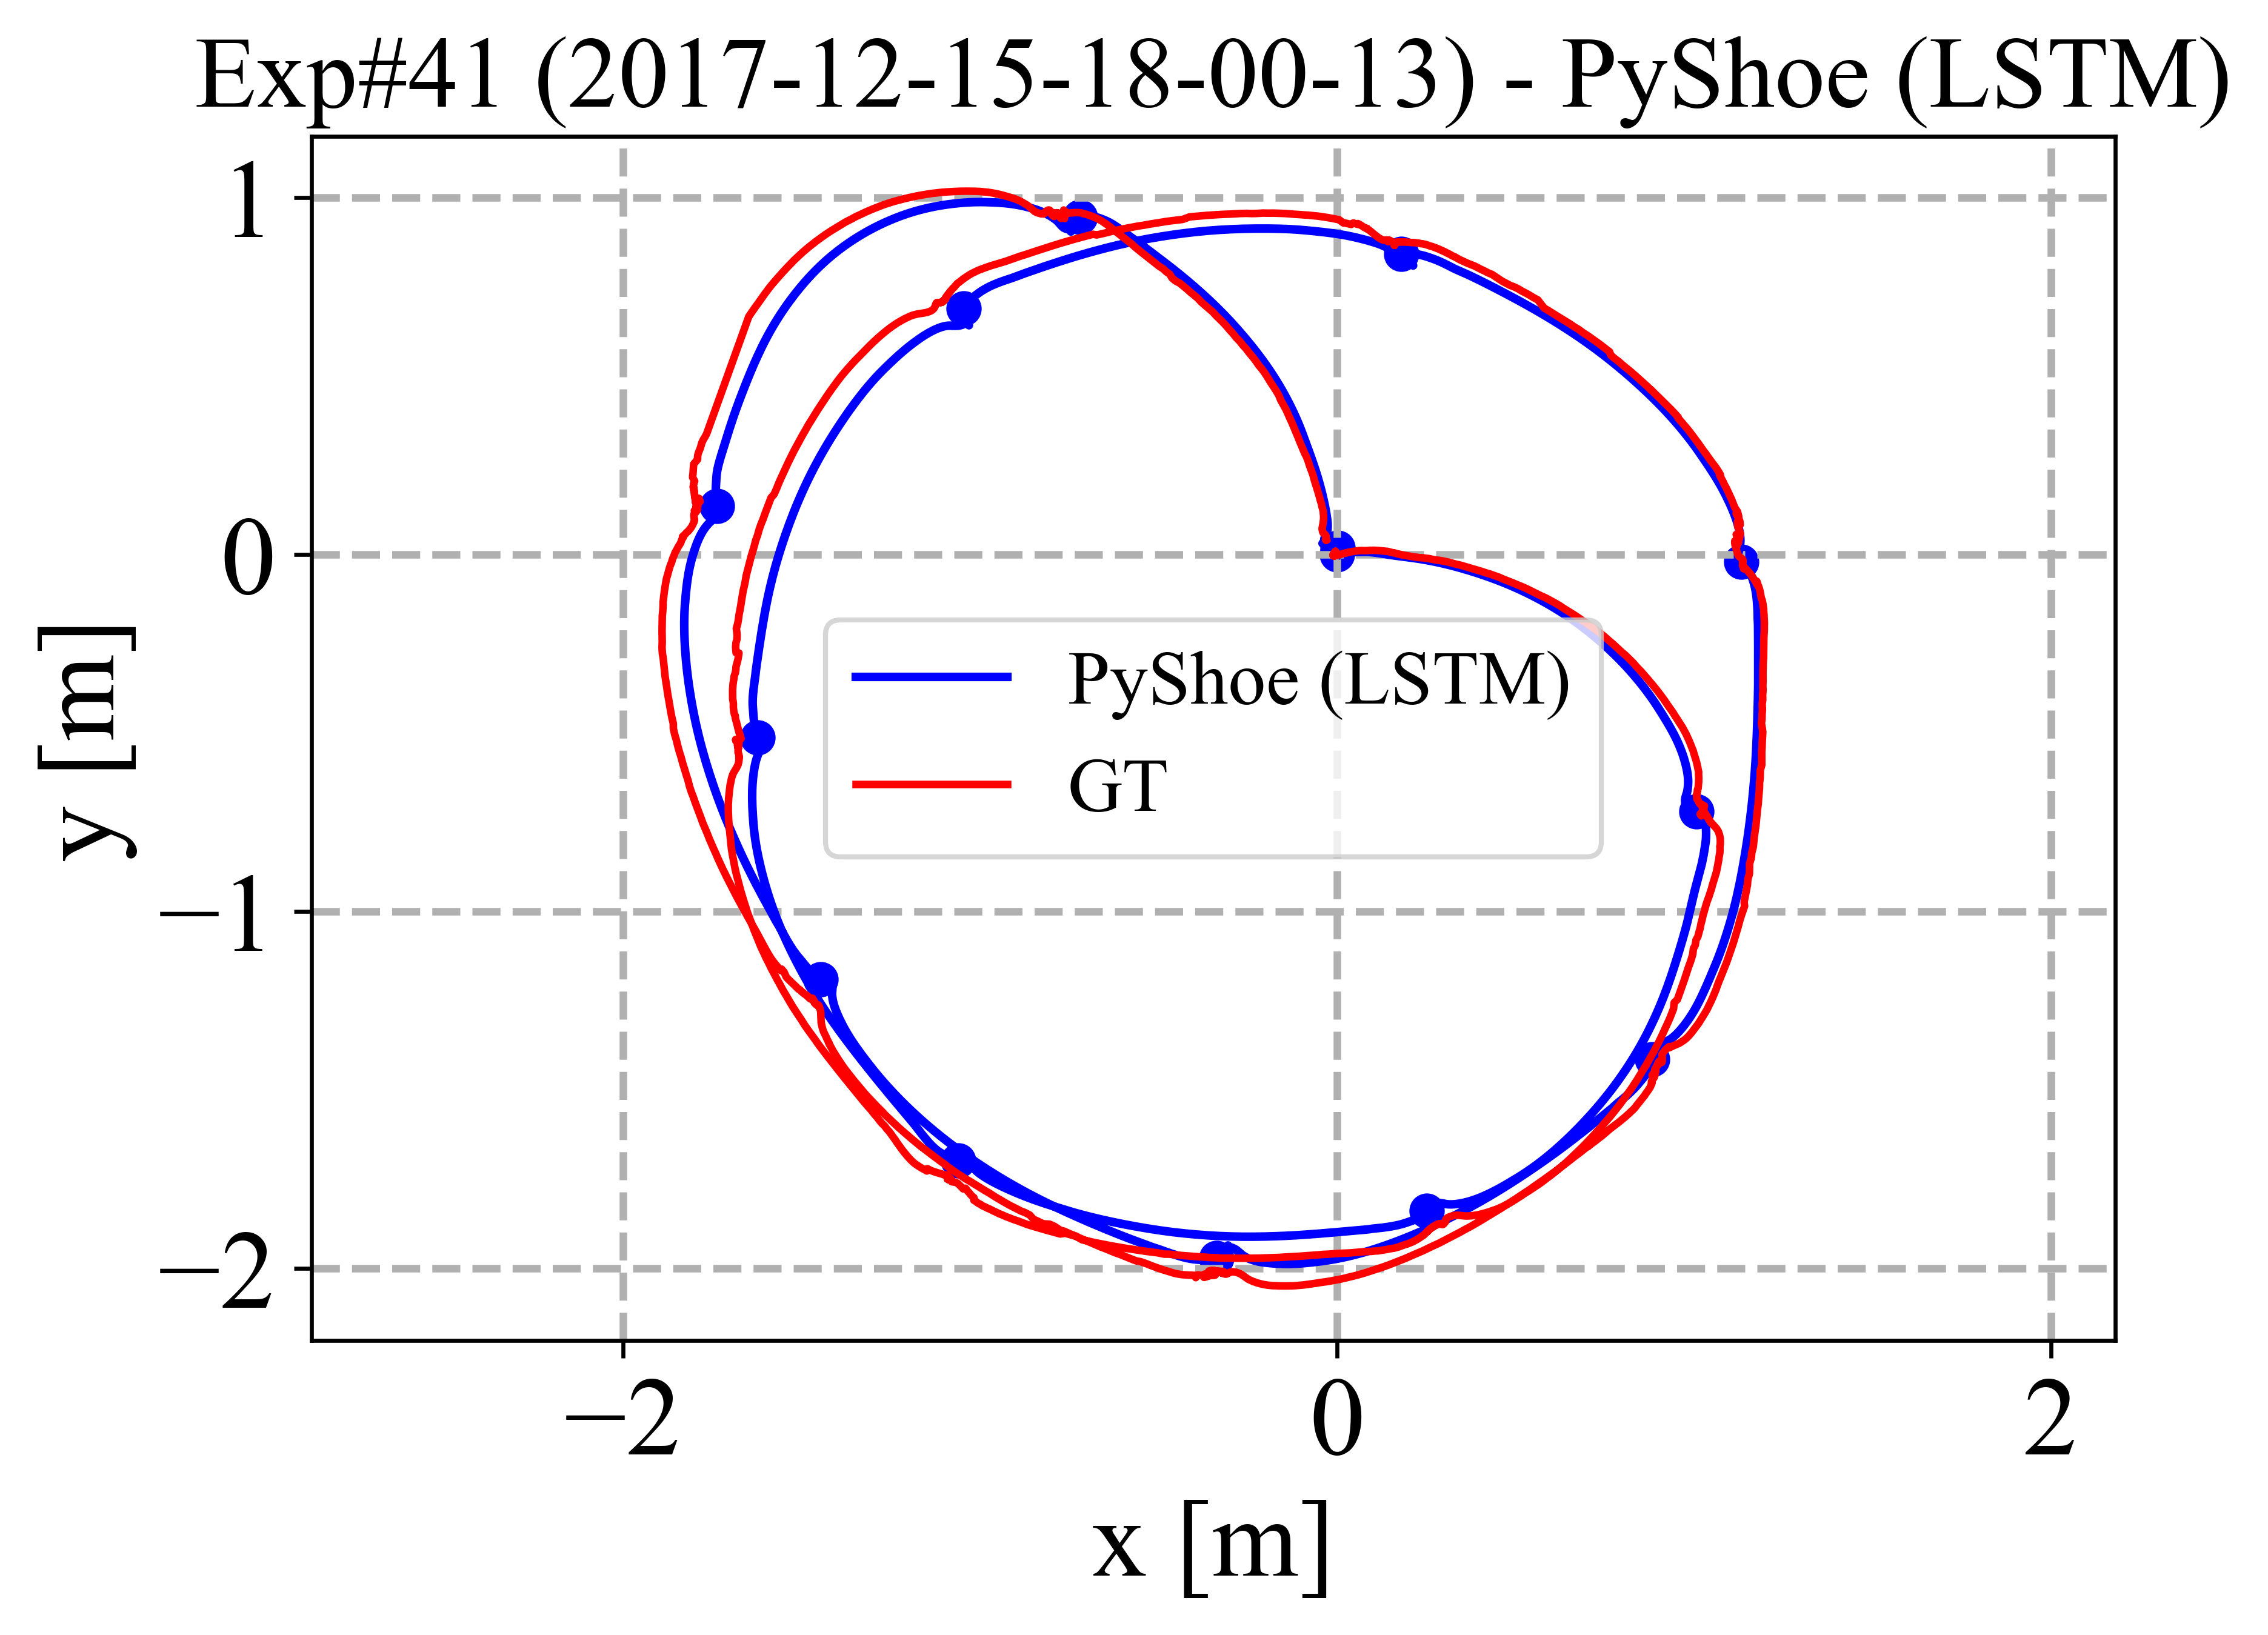 Exp#41 (2017-12-15-18-00-13) - PyShoe (LSTM)
1
0
−1
−2
y [m]
PyShoe (LSTM)
GT
−2
0
2
x [m]